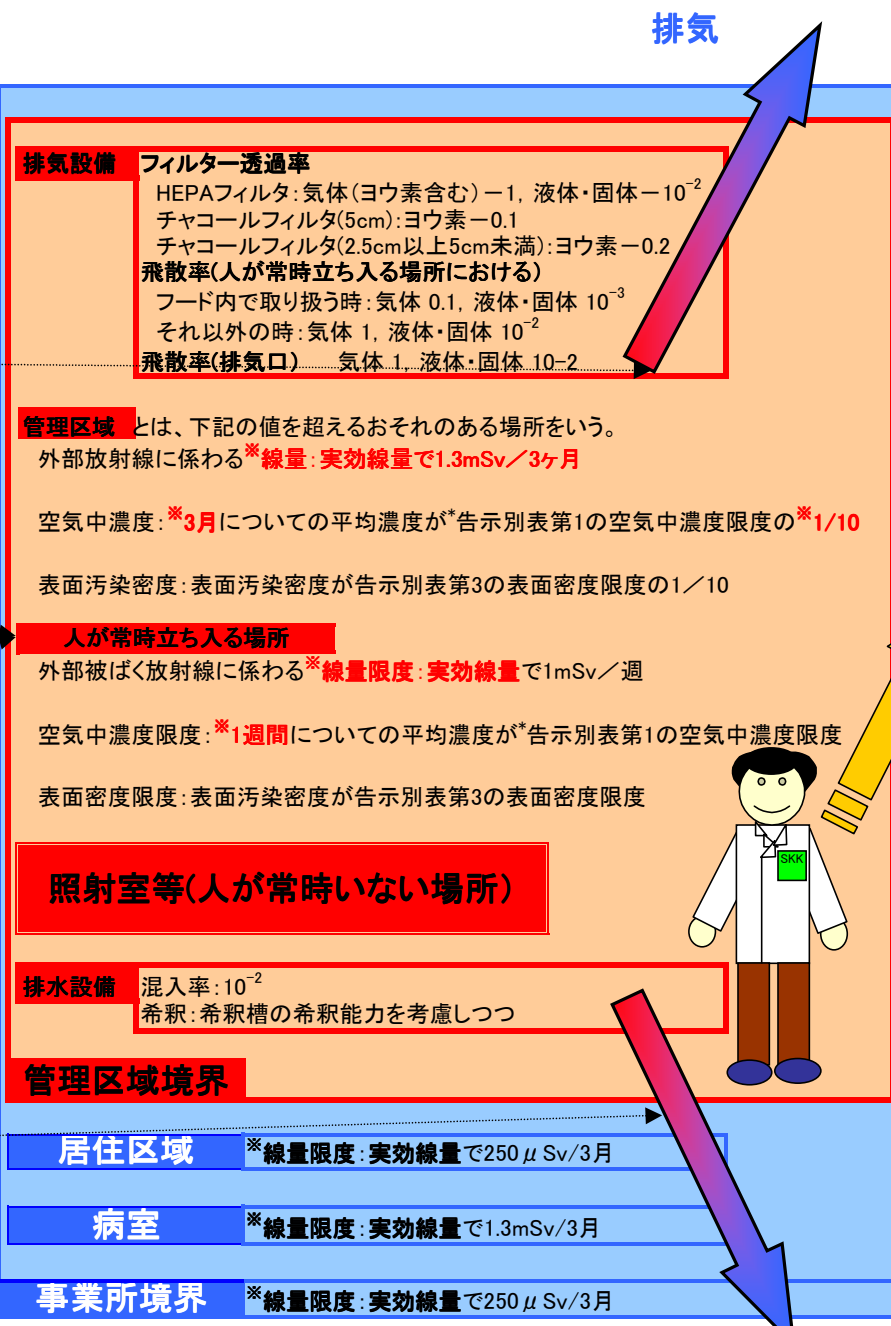 排気
排気設備 フィルター透過率
HEPAフィルタ：気体（ヨウ素含む）－1，液体・固体－10⁻²
チャコールフィルタ(5cm)：ヨウ素－0.1
チャコールフィルタ(2.5cm以上5cm未満)：ヨウ素－0.2
飛散率(人が常時立ち入る場所における）
フード内で取り扱う時：気体 0.1，液体・固体 10⁻³
それ以外の時：気体 1，液体・固体 10⁻²
飛散率(排気口） 気体 1，液体・固体 10-2
管理区域 とは、下記の値を超えるおそれのある場所をいう。
外部放射線に係わる※線量：実効線量で1.3mSv／3ヶ月
空気中濃度：※3月についての平均濃度が*告示別表第1の空気中濃度限度の※1/10
表面汚染密度：表面汚染密度が告示別表第3の表面密度限度の1／10
人が常時立ち入る場所
外部被ばく放射線に係わる※線量限度：実効線量で1mSv／週
空気中濃度限度：※1週間についての平均濃度が*告示別表第1の空気中濃度限度
表面密度限度：表面汚染密度が告示別表第3の表面密度限度
SKK
照射室等(人が常時いない場所）
排水設備 混入率：10⁻²
希釈：希釈槽の希釈能力を考慮しつつ
管理区域境界
居住区域 ※線量限度：実効線量で250μSv/3月
病室 ※線量限度：実効線量で1.3mSv/3月
事業所境界 ※線量限度：実効線量で250μSv/3月